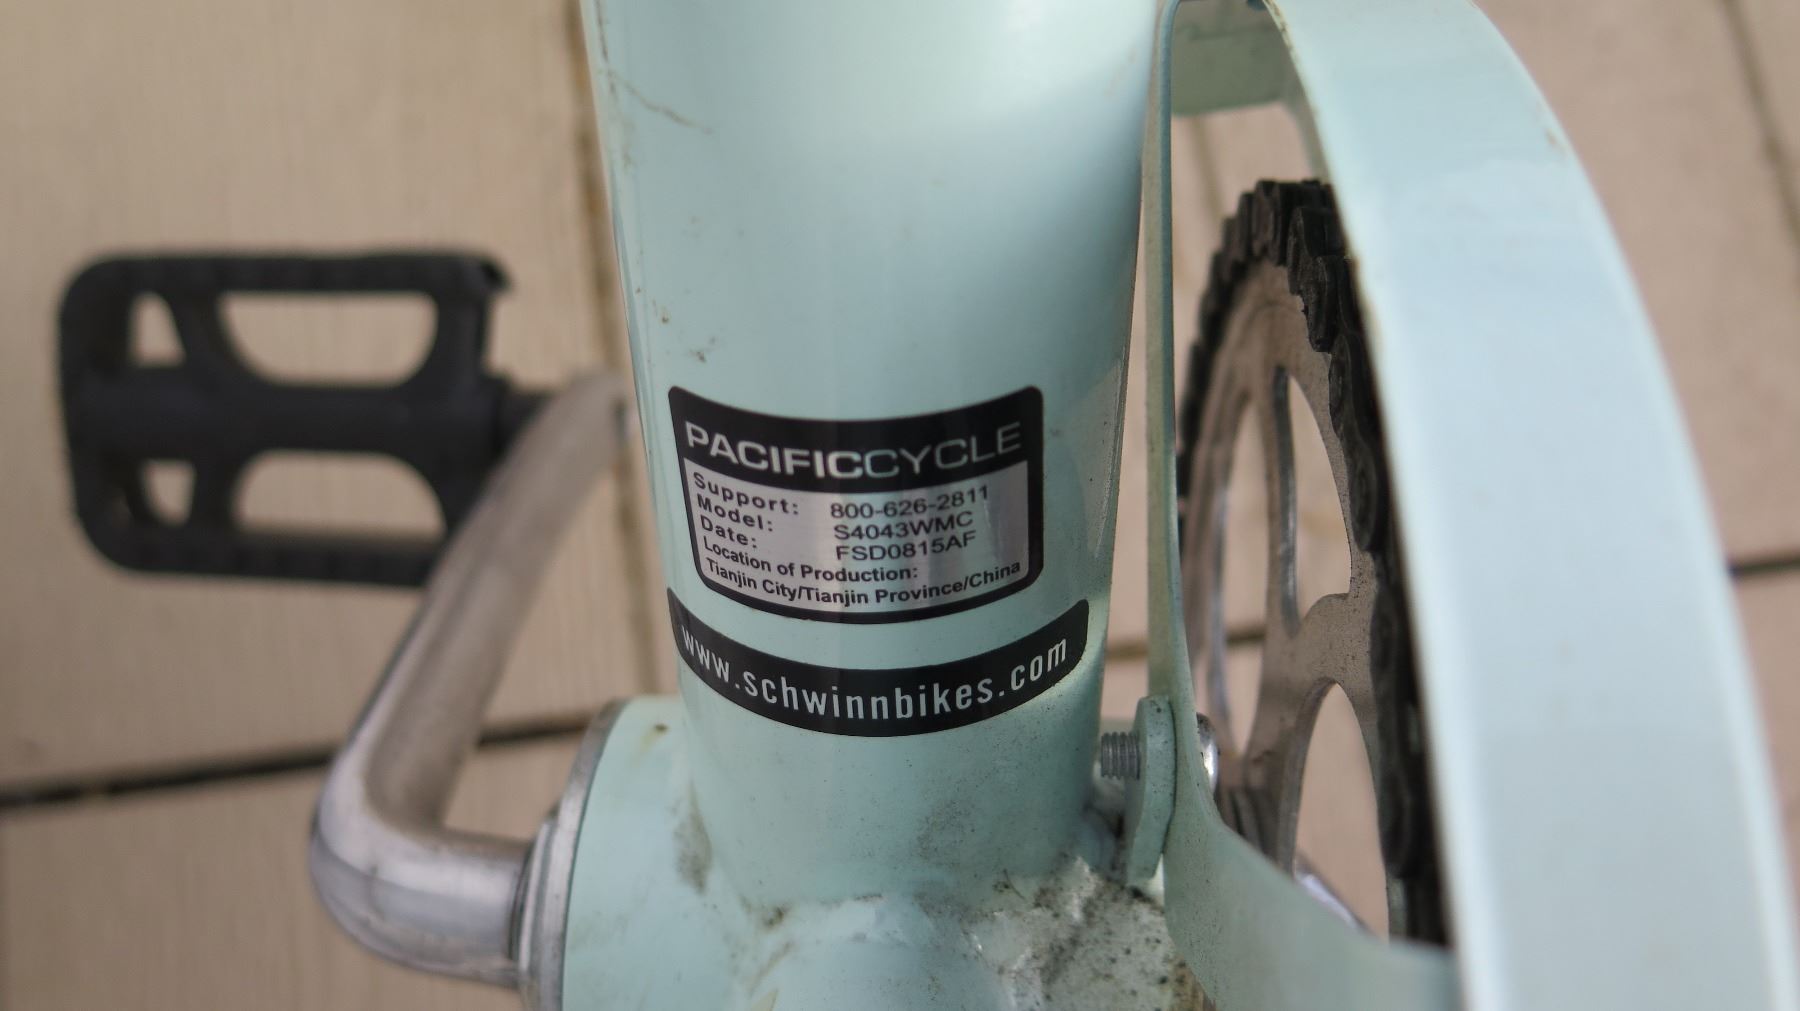 PACIFICCYCLE
Support: 800-626-2811
Model: S4043WMC
Date: FSD0815AF
Location of Production:
Tianjin City/Tianjin Province/China
www.schwinnbikes.com